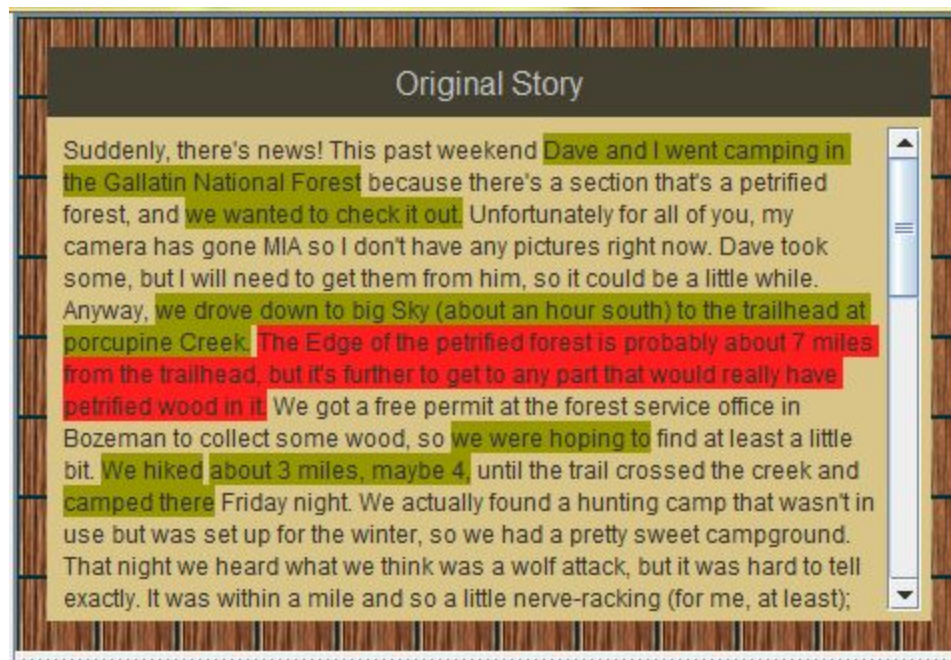 Original Story
Suddenly, there's news! This past weekend Dave and I went camping in
the Gallatin National Forest because there's a section that's a petrified
forest, and we wanted to check it out. Unfortunately for all of you, my
camera has gone MIA so I don't have any pictures right now. Dave took
some, but I will need to get them from him, so it could be a little while.
Anyway, we drove down to big Sky (about an hour south) to the trailhead at
porcupine Creek. The Edge of the petrified forest is probably about 7 miles
from the trailhead, but it's further to get to any part that would really have
petrified wood in it. We got a free permit at the forest service office in
Bozeman to collect some wood, so we were hoping to find at least a little
bit. We hiked about 3 miles, maybe 4, until the trail crossed the creek and
camped there Friday night. We actually found a hunting camp that wasn't in
use but was set up for the winter, so we had a pretty sweet campground.
That night we heard what we think was a wolf attack, but it was hard to tell
exactly. It was within a mile and so a little nerve-racking (for me, at least);